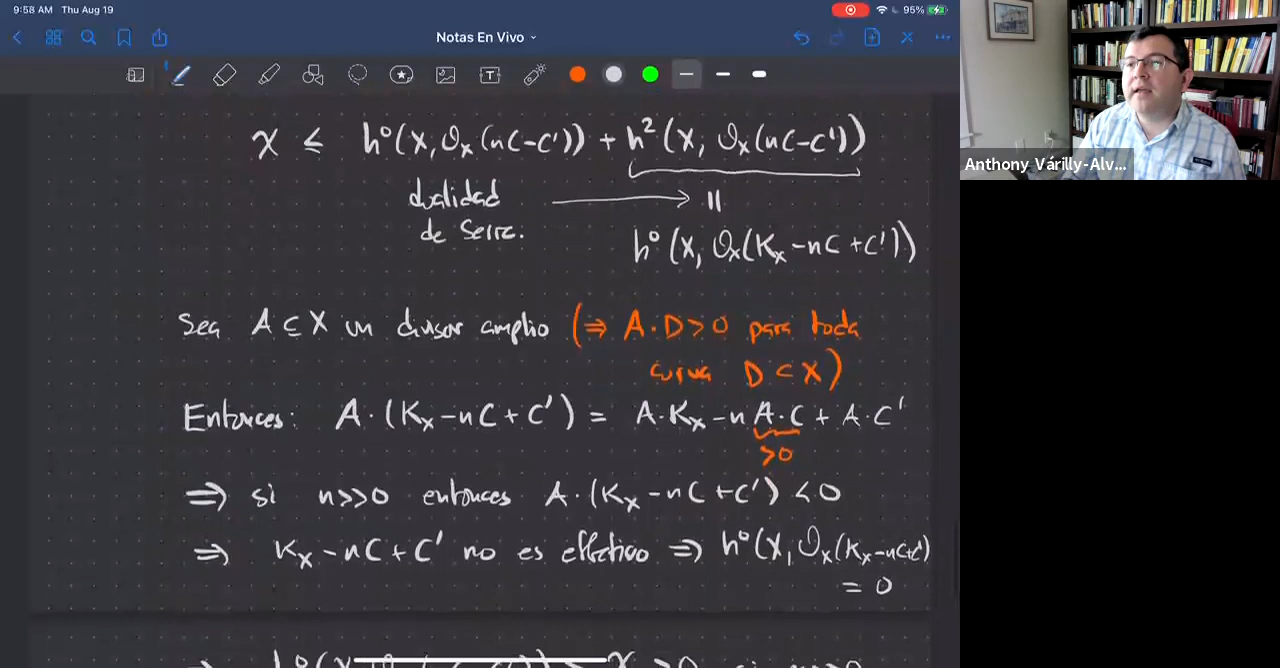 9:58 AM Thu Aug 19
95%
Notas En Vivo
χ ≤ h⁰(X, 𝒪ₓ(nC-C')) + h²(X, 𝒪ₓ(nC-C'))
dualidad
de Serre.
→ ||
h⁰(X, 𝒪ₓ(Kₓ-nC+C'))
Sea A ⊂ X un divisor amplio (⇒ A·D>0 para toda
curva D ⊂ X)
Entonces: A·(Kₓ-nC+C') = A·Kₓ-nA·C + A·C'
>0
⇒ si n>>0 entonces A·(Kₓ-nC+C') < 0
⇒ Kₓ-nC+C' no es effectivo ⇒ h⁰(X, 𝒪ₓ(Kₓ-nC+C')
= 0
Anthony Várilly-Alv...